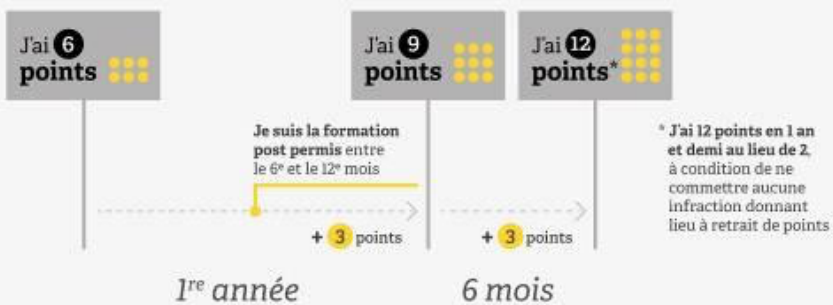 J'ai 6
points
J'ai 9
points
J'ai 12
points*
Je suis la formation
post permis entre
le 6e et le 12e mois
* J'ai 12 points en 1 an
et demi au lieu de 2,
à condition de ne
commettre aucune
infraction donnant
lieu à retrait de points
+ 3 points
+ 3 points
1re année
6 mois